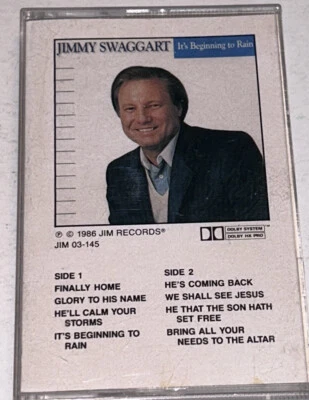 JIMMY SWAGGART It's Beginning to Rain
℗ © 1986 JIM RECORDS®
JIM 03-145
DOLBY SYSTEM
DOLBY HX PRO
SIDE 1
FINALLY HOME
GLORY TO HIS NAME
HE'LL CALM YOUR
STORMS
IT'S BEGINNING TO
RAIN
SIDE 2
HE'S COMING BACK
WE SHALL SEE JESUS
HE THAT THE SON HATH
SET FREE
BRING ALL YOUR
NEEDS TO THE ALTAR